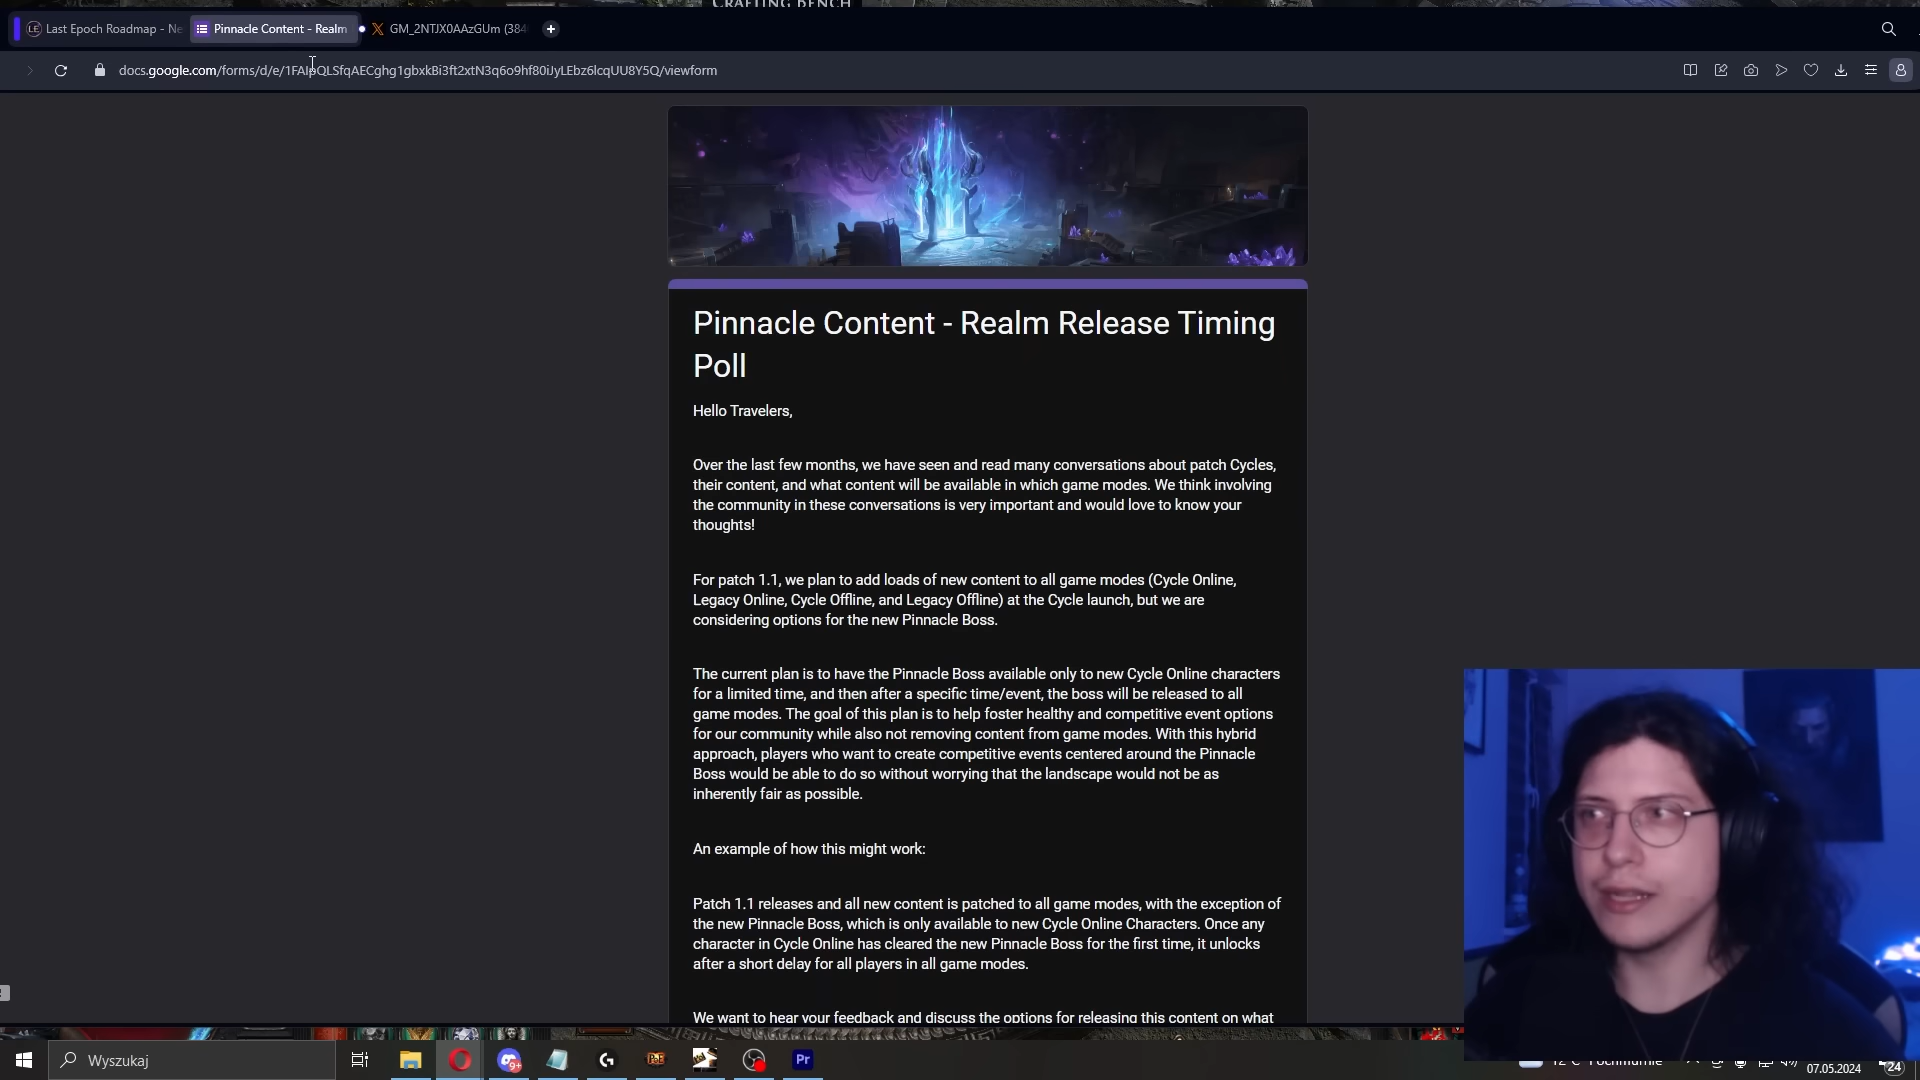 CRAFTING BENCH
Last Epoch Roadmap - Ne
Pinnacle Content - Realm
GM_2NTJX0AAzGUm (384
docs.google.com/forms/d/e/1FAIpQLSfqAECghg1gbxkBi3ft2xtN3q6o9hf80iJyLEbz6lcqUU8Y5Q/viewform
Pinnacle Content - Realm Release Timing
Poll
Hello Travelers,
Over the last few months, we have seen and read many conversations about patch Cycles,
their content, and what content will be available in which game modes. We think involving
the community in these conversations is very important and would love to know your
thoughts!
For patch 1.1, we plan to add loads of new content to all game modes (Cycle Online,
Legacy Online, Cycle Offline, and Legacy Offline) at the Cycle launch, but we are
considering options for the new Pinnacle Boss.
The current plan is to have the Pinnacle Boss available only to new Cycle Online characters
for a limited time, and then after a specific time/event, the boss will be released to all
game modes. The goal of this plan is to help foster healthy and competitive event options
for our community while also not removing content from game modes. With this hybrid
approach, players who want to create competitive events centered around the Pinnacle
Boss would be able to do so without worrying that the landscape would not be as
inherently fair as possible.
An example of how this might work:
Patch 1.1 releases and all new content is patched to all game modes, with the exception of
the new Pinnacle Boss, which is only available to new Cycle Online Characters. Once any
character in Cycle Online has cleared the new Pinnacle Boss for the first time, it unlocks
after a short delay for all players in all game modes.
We want to hear your feedback and discuss the options for releasing this content on what
Wyszukaj
9+
PoE
Pr
12°C Pochmurnie
07.05.2024
24